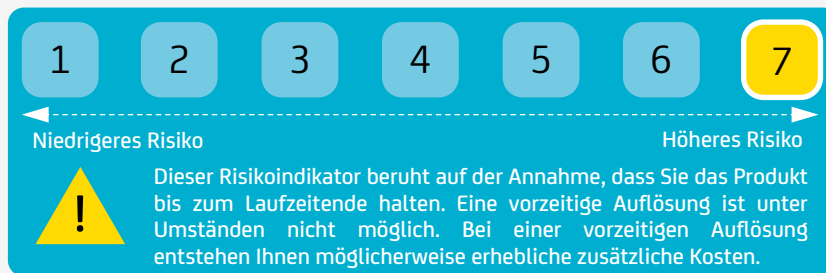 1 2 3 4 5 6 7
Niedrigeres Risiko Höheres Risiko
!
Dieser Risikoindikator beruht auf der Annahme, dass Sie das Produkt
bis zum Laufzeitende halten. Eine vorzeitige Auflösung ist unter
Umständen nicht möglich. Bei einer vorzeitigen Auflösung
entstehen Ihnen möglicherweise erhebliche zusätzliche Kosten.